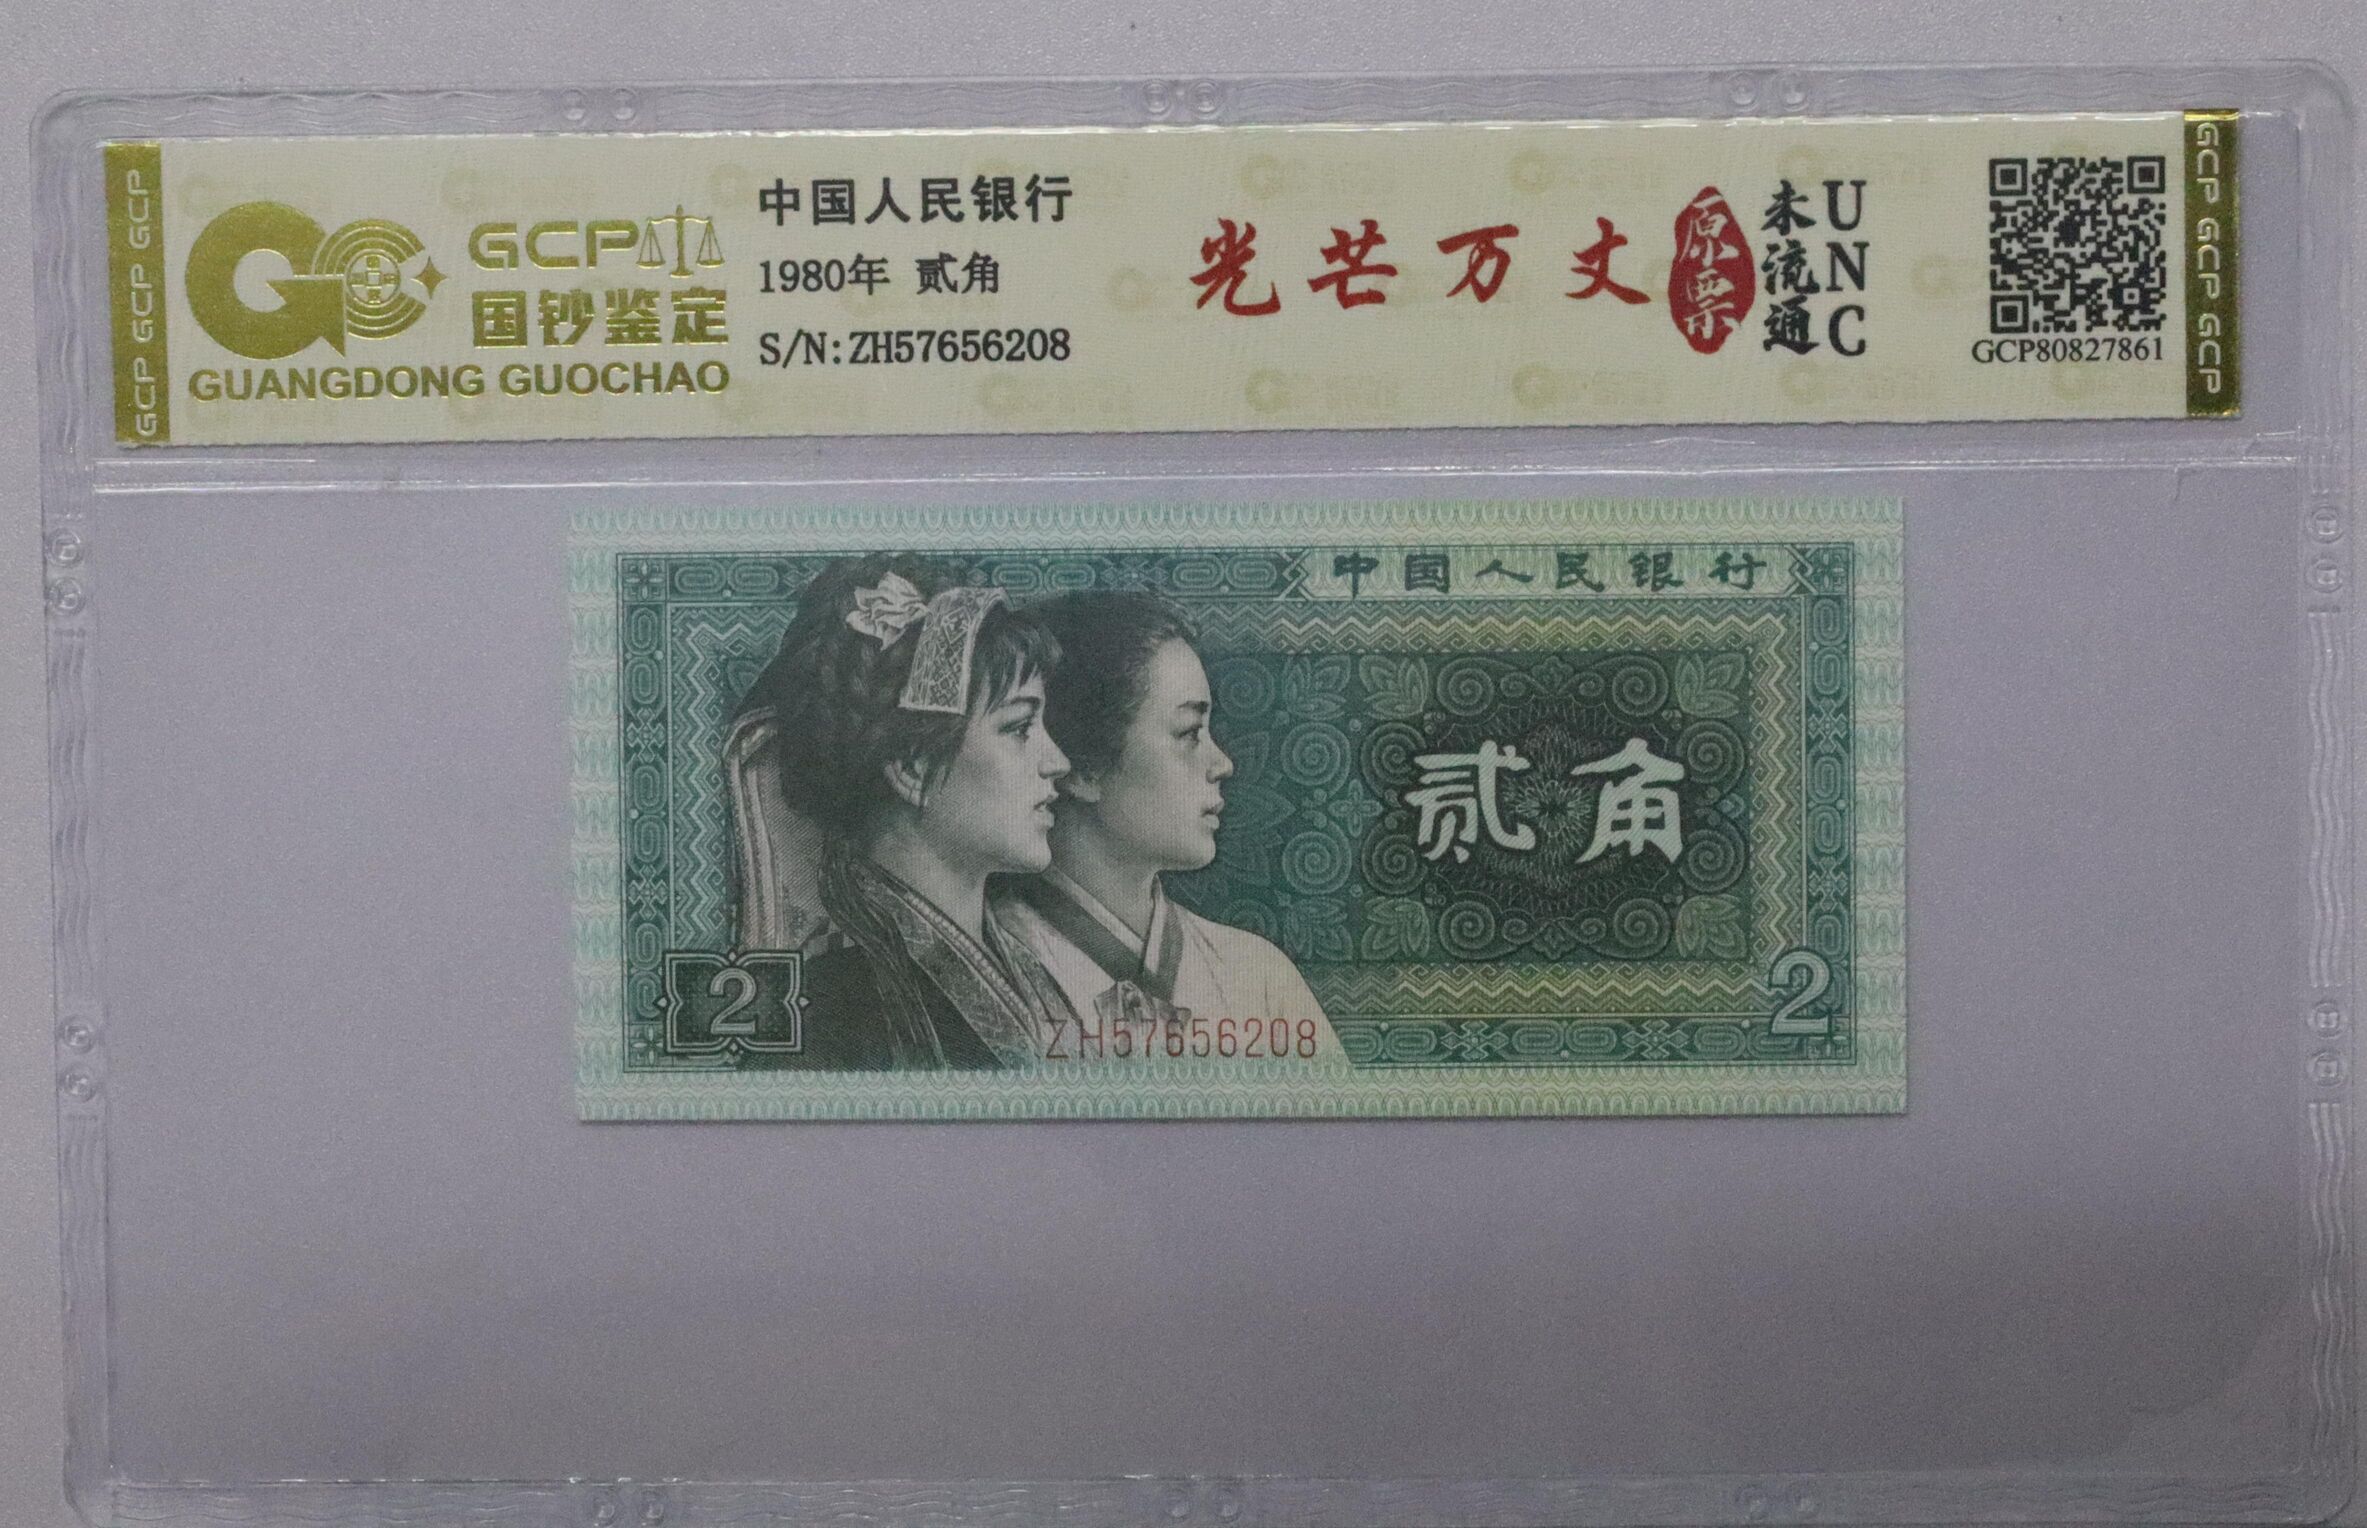 GCP GCP GCP
GCP
国钞鉴定
GUANGDONG GUOCHAO
中国人民银行
1980年 贰角
S/N:ZH57656208
光芒万丈
原票
未流通
UNC
GCP80827861
GCP GCP GCP
中国人民银行
贰角
2
2
ZH57656208